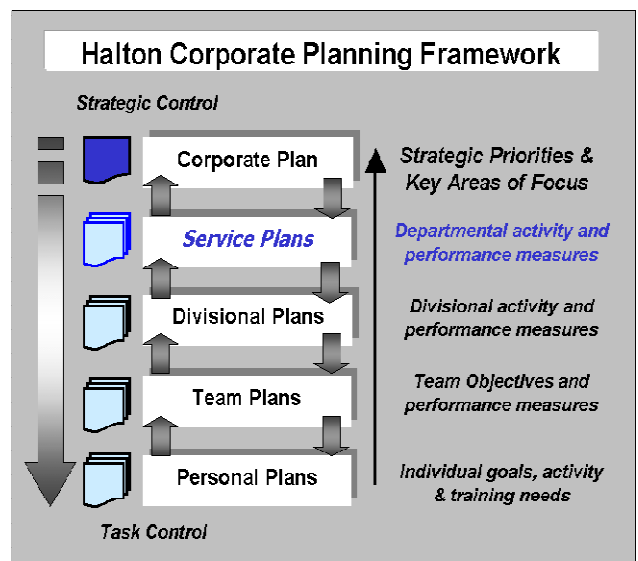 Halton Corporate Planning Framework
Strategic Control
Corporate Plan
Strategic Priorities &
Key Areas of Focus
Service Plans
Departmental activity and
performance measures
Divisional Plans
Divisional activity and
performance measures
Team Plans
Team Objectives and
performance measures
Personal Plans
Individual goals, activity
& training needs
Task Control